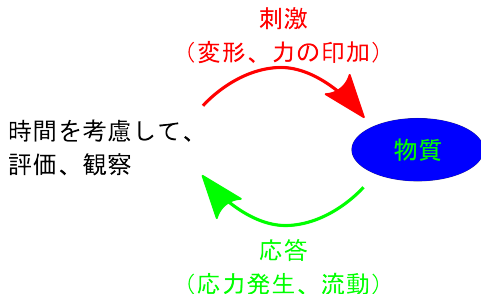 刺激
（変形、力の印加）
時間を考慮して、
評価、観察
物質
応答
（応力発生、流動）